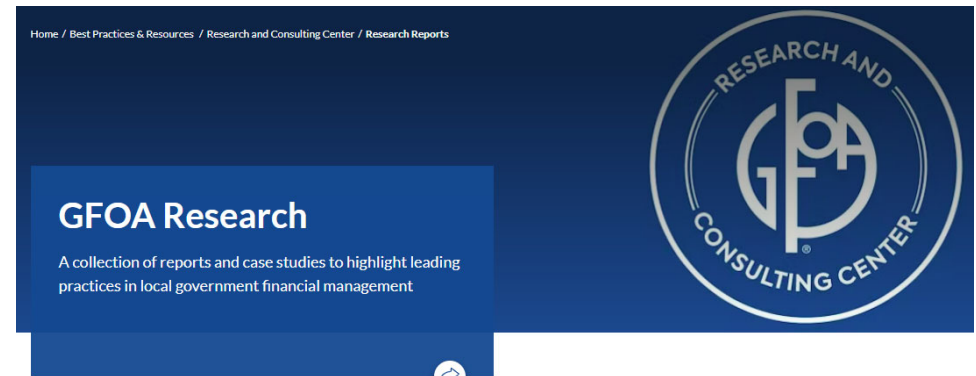 Home / Best Practices & Resources / Research and Consulting Center / Research Reports
RESEARCH AND
GFOA
®
CONSULTING CENTER
GFOA Research
A collection of reports and case studies to highlight leading
practices in local government financial management